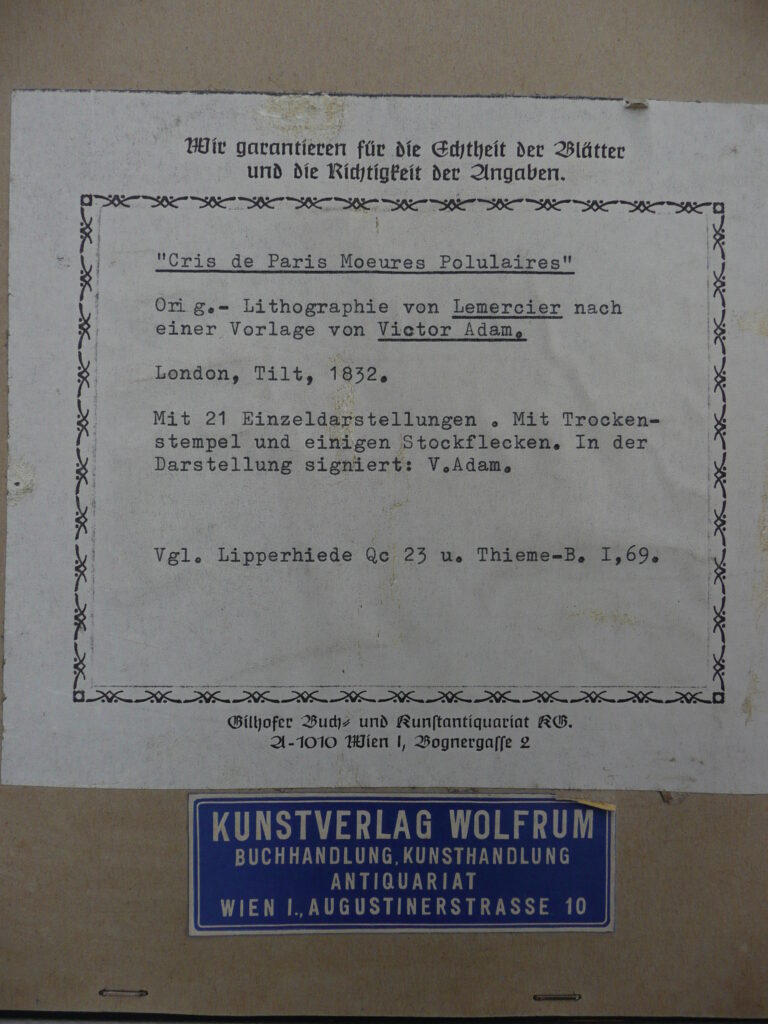 Wir garantieren für die Echtheit der Blätter
und die Richtigkeit der Angaben.
"Cris de Paris Moeures Polulaires"
Orig.- Lithographie von Lemercier nach
einer Vorlage von Victor Adam.
London, Tilt, 1832.
Mit 21 Einzeldarstellungen . Mit Trocken-
stempel und einigen Stockflecken. In der
Darstellung signiert: V.Adam.
Vgl. Lipperhiede Qc 23 u. Thieme-B. I,69.
Gilhofer Buch- und Kunstantiquariat KG.
A-1010 Wien I, Bognergasse 2
KUNSTVERLAG WOLFRUM
BUCHHANDLUNG, KUNSTHANDLUNG
ANTIQUARIAT
WIEN I., AUGUSTINERSTRASSE 10